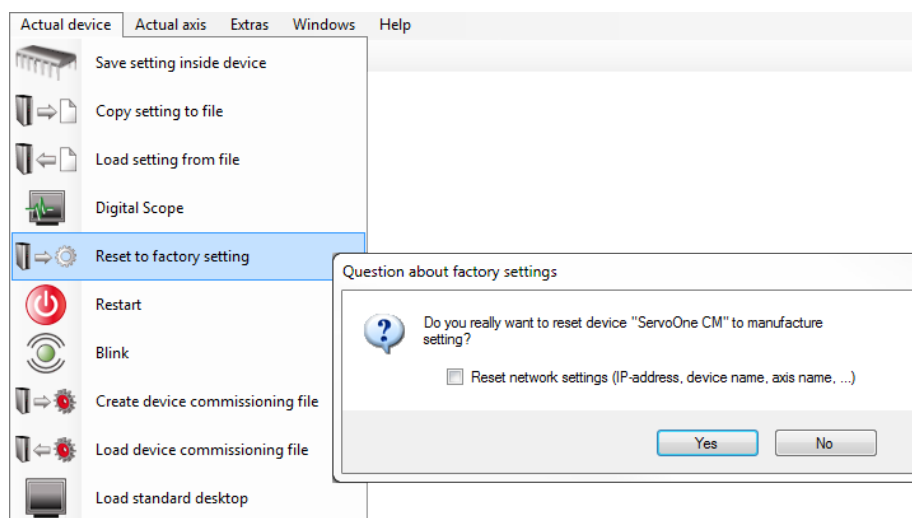 Actual device Actual axis Extras Windows Help
Save setting inside device
Copy setting to file
Load setting from file
Digital Scope
Reset to factory setting
Restart
Blink
Create device commissioning file
Load device commissioning file
Load standard desktop
Question about factory settings
Do you really want to reset device "ServoOne CM" to manufacture
setting?
Reset network settings (IP-address, device name, axis name, ...)
Yes No